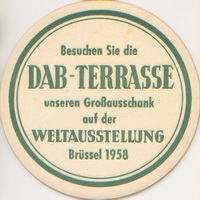 Besuchen Sie die
DAB-TERRASSE
unseren Großausschank
auf der
WELTAUSSTELLUNG
Brüssel 1958